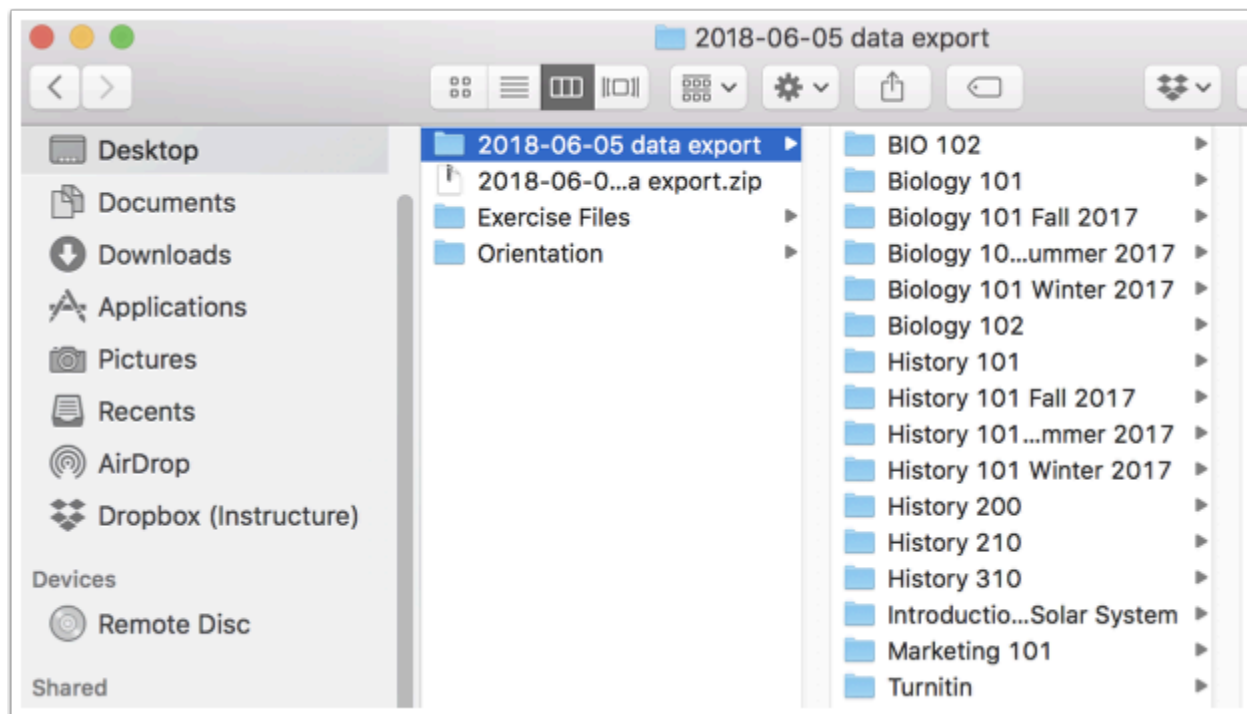 2018-06-05 data export
Desktop
Documents
Downloads
Applications
Pictures
Recents
AirDrop
Dropbox (Instructure)
Devices
Remote Disc
Shared
2018-06-05 data export
2018-06-0...a export.zip
Exercise Files
Orientation
BIO 102
Biology 101
Biology 101 Fall 2017
Biology 10...ummer 2017
Biology 101 Winter 2017
Biology 102
History 101
History 101 Fall 2017
History 101...mmer 2017
History 101 Winter 2017
History 200
History 210
History 310
Introductio...Solar System
Marketing 101
Turnitin